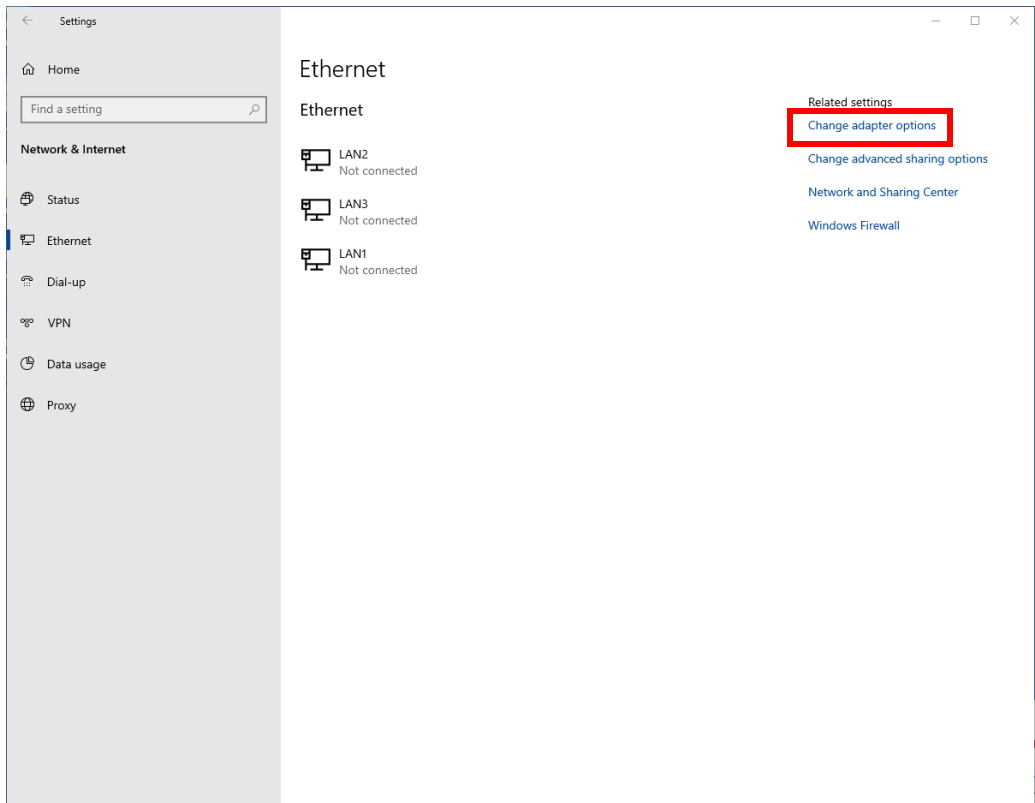 Settings
Home
Find a setting
Network & Internet
Status
Ethernet
Dial-up
VPN
Data usage
Proxy
Ethernet
Ethernet
LAN2
Not connected
LAN3
Not connected
LAN1
Not connected
Related settings
Change adapter options
Change advanced sharing options
Network and Sharing Center
Windows Firewall